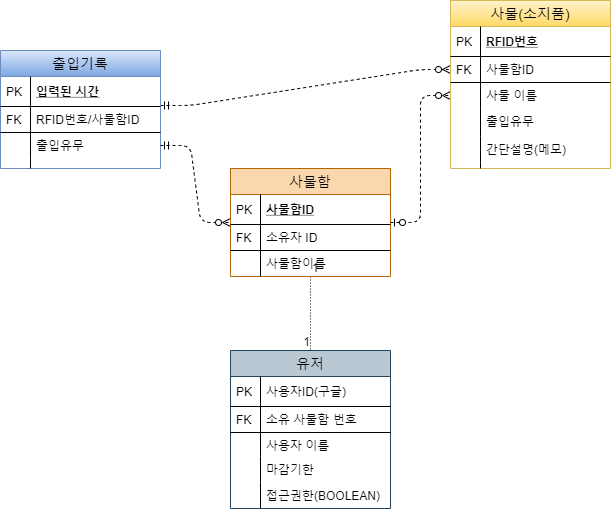 사물(소지품)
PK RFID번호
FK 사물함ID
사물 이름
출입유무
간단설명(메모)
출입기록
PK 입력된 시간
FK RFID번호/사물함ID
출입유무
사물함
PK 사물함ID
FK 소유자 ID
사물함이름
1
1
유저
PK 사용자ID(구글)
FK 소유 사물함 번호
사용자 이름
마감기한
접근권한(BOOLEAN)